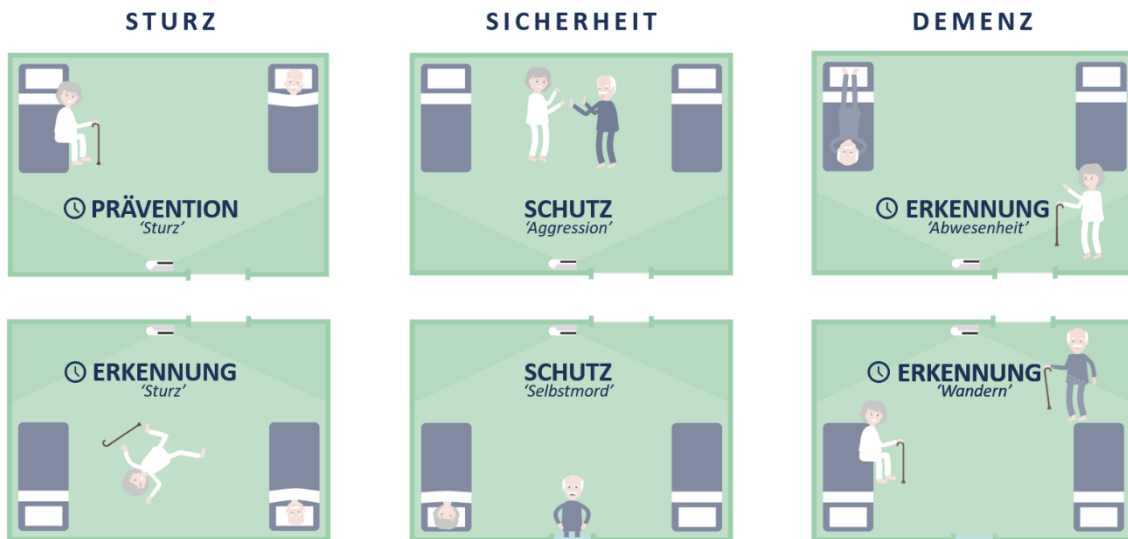 STURZ
SICHERHEIT
DEMENZ
PRÄVENTION
‘Sturz’
SCHUTZ
‘Aggression’
ERKENNUNG
‘Abwesenheit’
ERKENNUNG
‘Sturz’
SCHUTZ
‘Selbstmord’
ERKENNUNG
‘Wandern’